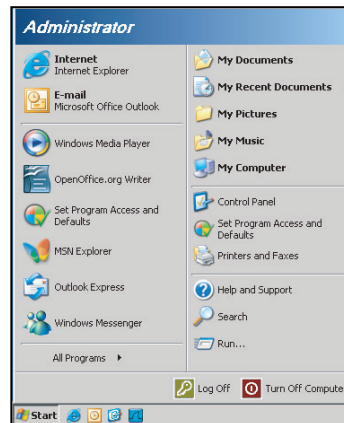 Administrator
Internet
Internet Explorer
E-mail
Microsoft Office Outlook
Windows Media Player
OpenOffice.org Writer
Set Program Access and
Defaults
MSN Explorer
Outlook Express
Windows Messenger
All Programs
My Documents
My Recent Documents
My Pictures
My Music
My Computer
Control Panel
Set Program Access and
Defaults
Printers and Faxes
Help and Support
Search
Run...
Log Off
Turn Off Compute
Start